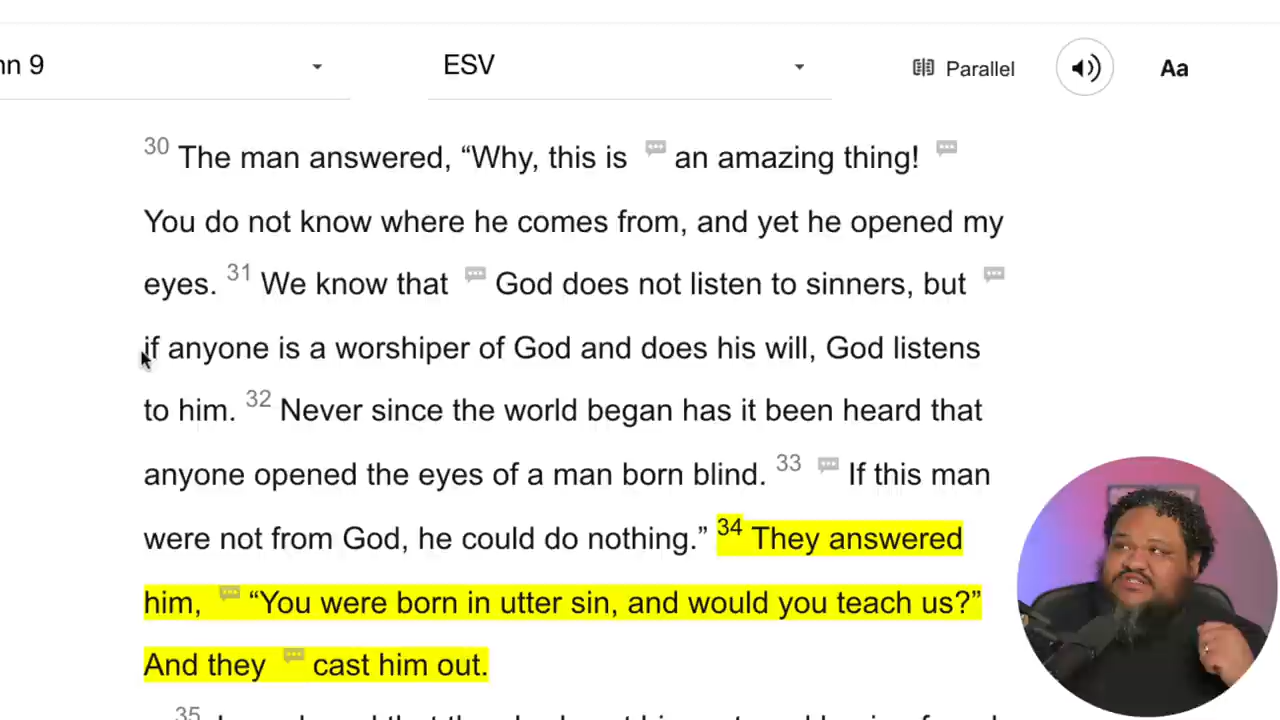 hn 9
ESV
Parallel
Aa
30 The man answered, “Why, this is an amazing thing!
You do not know where he comes from, and yet he opened my
eyes. 31 We know that God does not listen to sinners, but
if anyone is a worshiper of God and does his will, God listens
to him. 32 Never since the world began has it been heard that
anyone opened the eyes of a man born blind. 33 If this man
were not from God, he could do nothing.” 34 They answered
him, “You were born in utter sin, and would you teach us?”
And they cast him out.
35